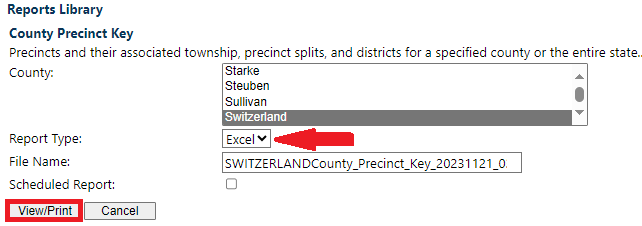 Reports Library
County Precinct Key
Precincts and their associated township, precinct splits, and districts for a specified county or the entire state..
County:
Starke
Steuben
Sullivan
Switzerland
Report Type:
Excel
File Name:
SWITZERLANDCounty_Precinct_Key_20231121_0
Scheduled Report:
View/Print Cancel